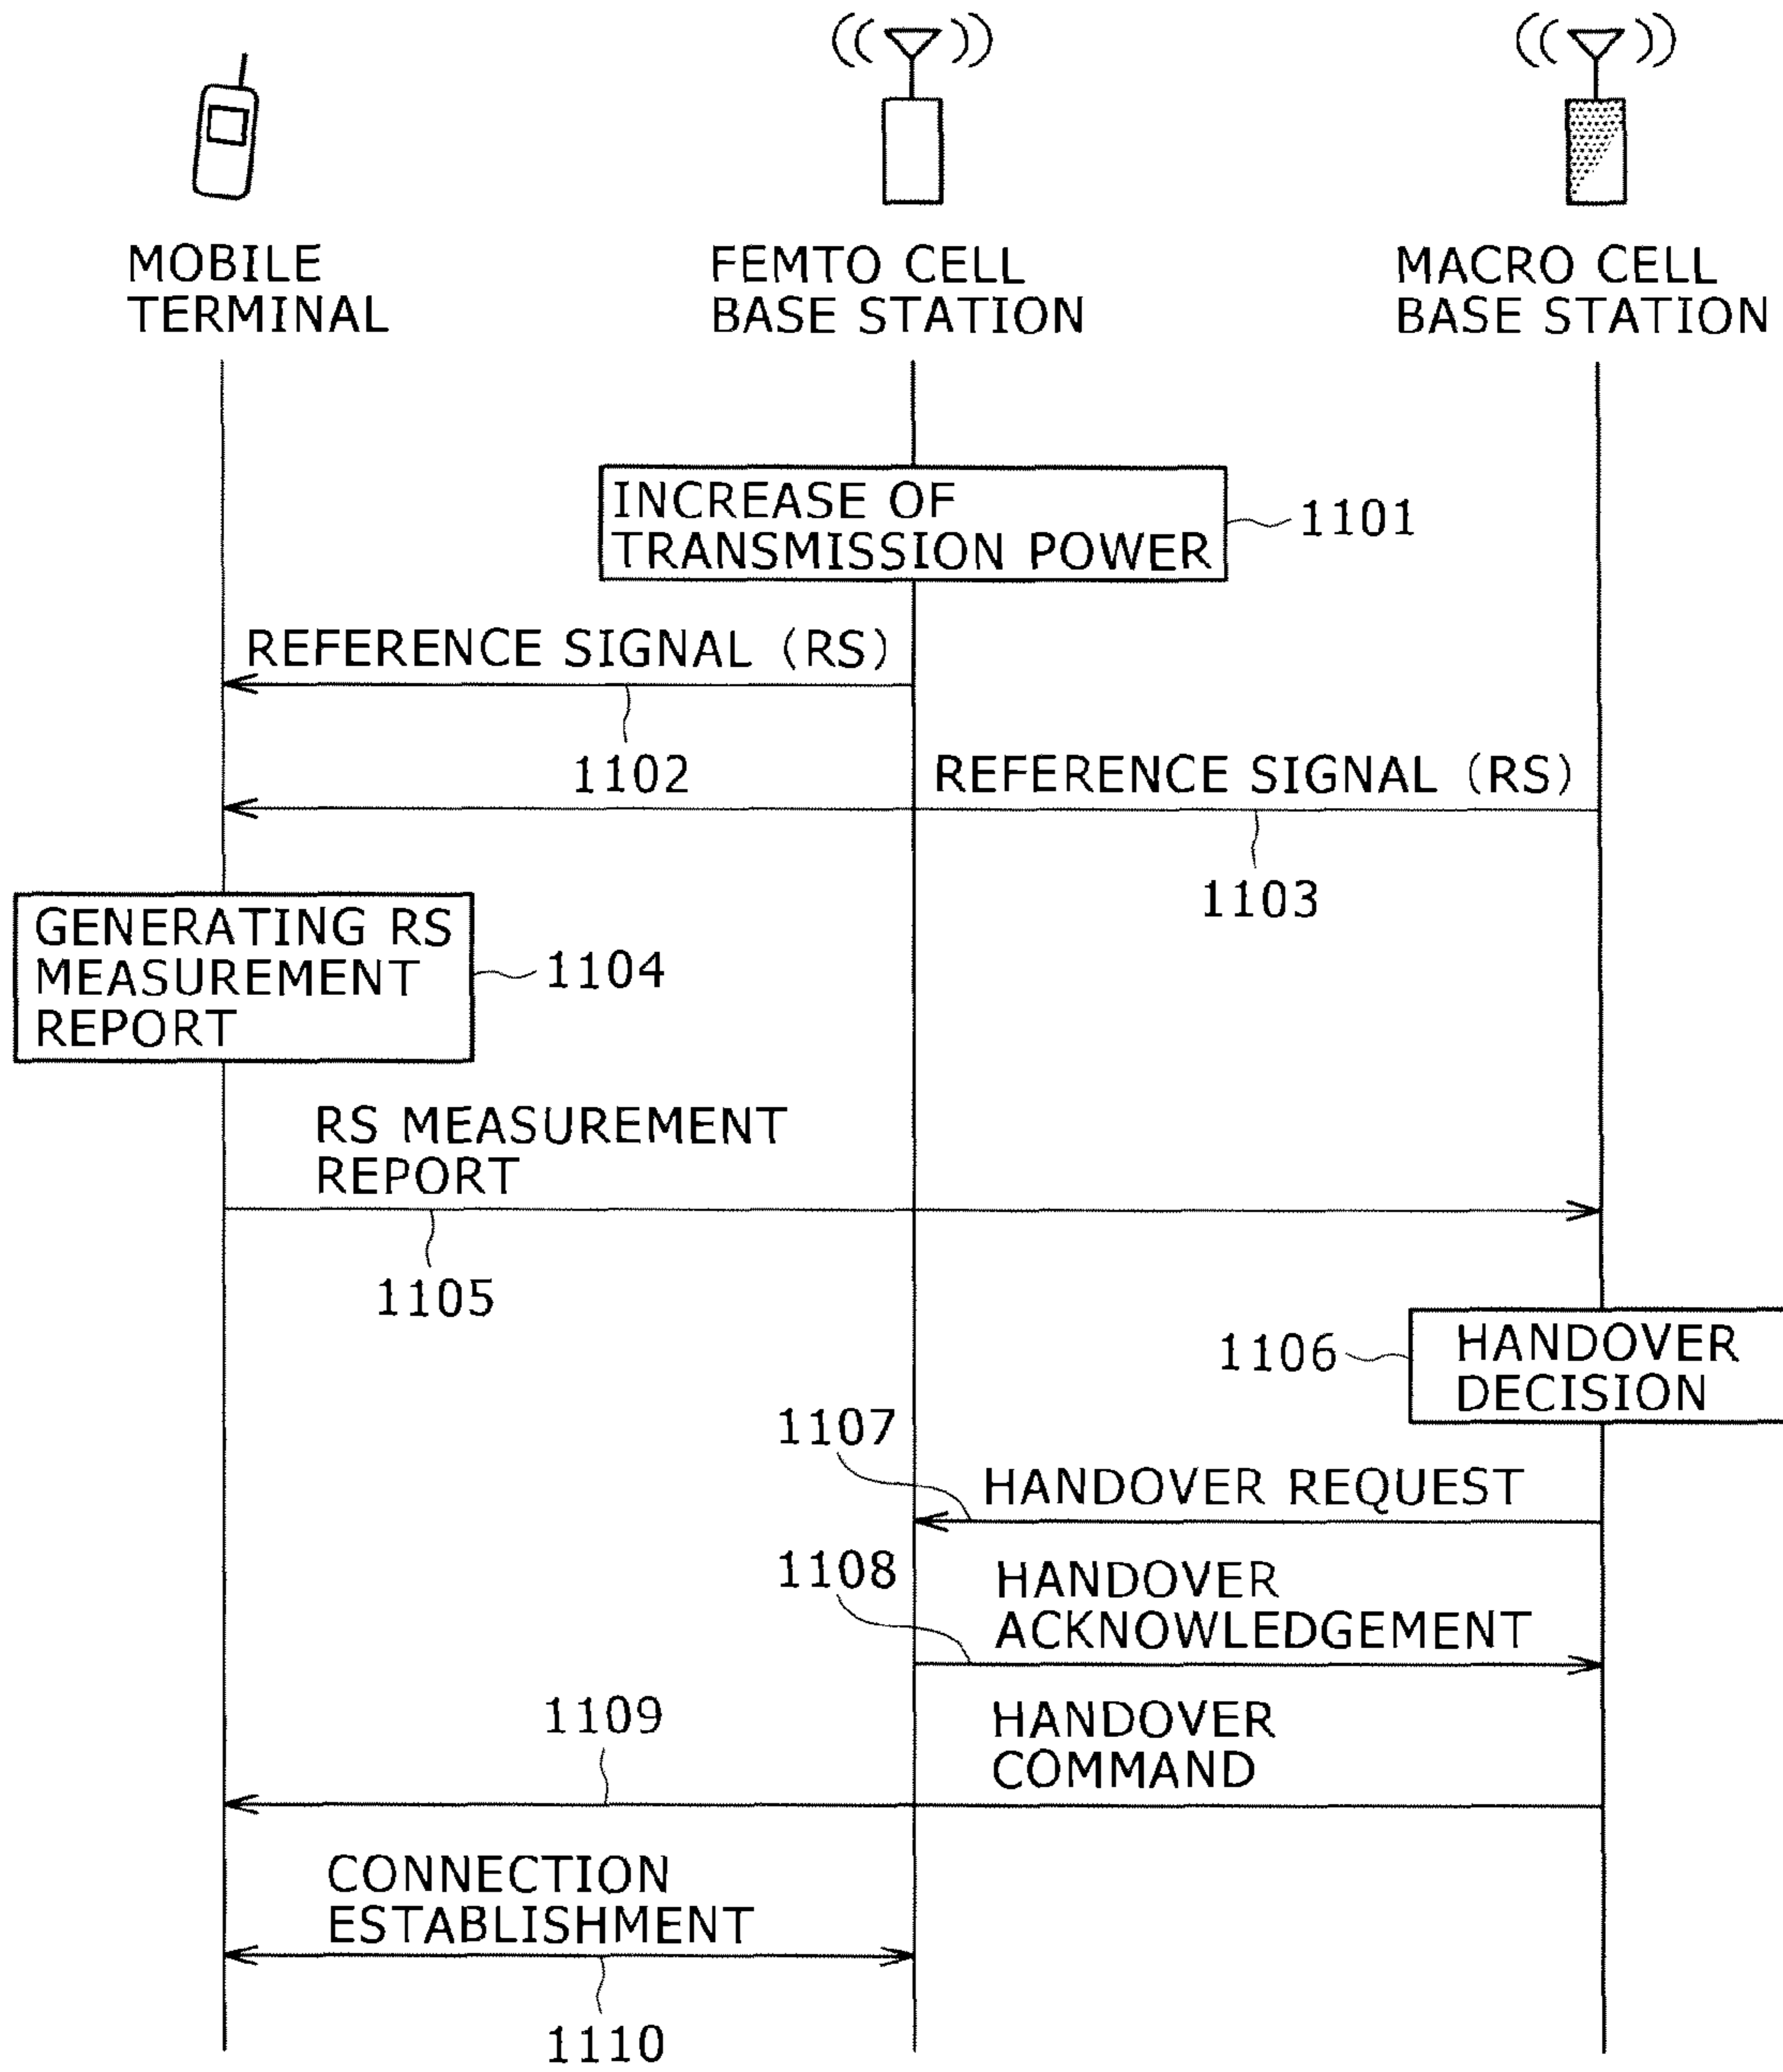 MOBILE
TERMINAL
FEMTO CELL
BASE STATION
MACRO CELL
BASE STATION
INCREASE OF
TRANSMISSION POWER
1101
REFERENCE SIGNAL (RS)
1102
REFERENCE SIGNAL (RS)
1103
GENERATING RS
MEASUREMENT
REPORT
1104
RS MEASUREMENT
REPORT
1105
1106
HANDOVER
DECISION
1107
HANDOVER REQUEST
1108
HANDOVER
ACKNOWLEDGEMENT
1109
HANDOVER
COMMAND
CONNECTION
ESTABLISHMENT
1110